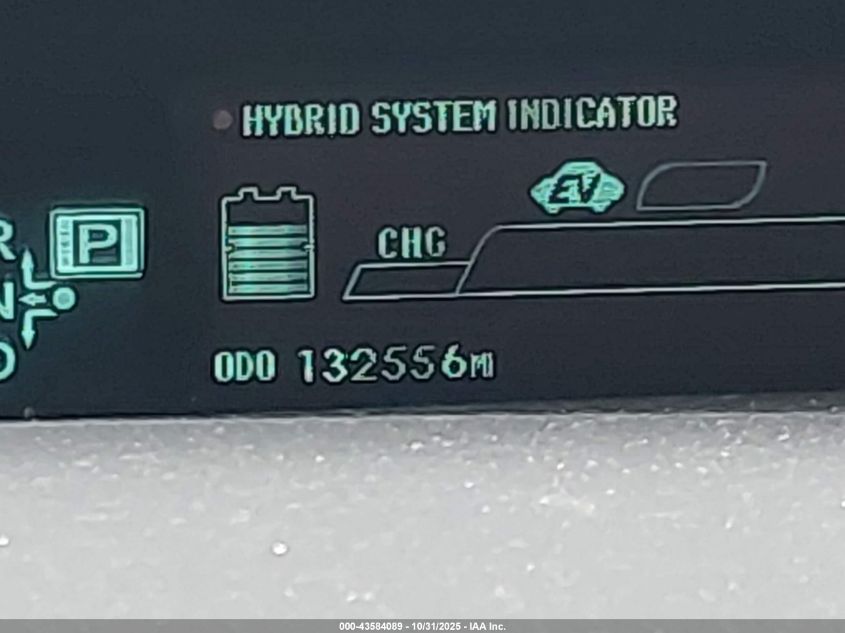 HYBRID SYSTEM INDICATOR
EV
R
P
CHG
N
D
ODO 132556MI
000-43584089 - 10/31/2025 - IAA Inc.